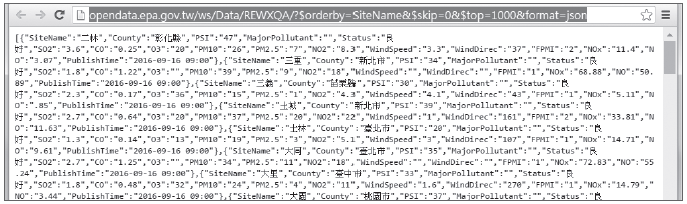 opendata.epa.gov.tw/ws/Data/REWXQA/?$orderby=SiteName&$skip=0&$top=1000&format=json
[{"SiteName":"二林","County":"彰化縣","PSI":"47","MajorPollutant":"","Status":"良
好","SO2":"3.6","CO":"0.25","O3":"20","PM10":"26","PM2.5":"7","NO2":"8.3","WindSpeed":"3.3","WindDirec":"37","FPMI":"2","NOx":"11.4","N
O":"3.07","PublishTime":"2016-09-16 09:00"},{"SiteName":"三重","County":"新北市","PSI":"34","MajorPollutant":"","Status":"良
好","SO2":"1.8","CO":"1.22","O3":"","PM10":"39","PM2.5":"9","NO2":"18","WindSpeed":"","WindDirec":"","FPMI":"1","NOx":"68.88","NO":"50.
89","PublishTime":"2016-09-16 09:00"},{"SiteName":"三義","County":"苗栗縣","PSI":"30","MajorPollutant":"","Status":"良
好","SO2":"2.3","CO":"0.17","O3":"36","PM10":"15","PM2.5":"1","NO2":"4.3","WindSpeed":"4.1","WindDirec":"43","FPMI":"1","NOx":"5.11","N
O":".85","PublishTime":"2016-09-16 09:00"},{"SiteName":"土城","County":"新北市","PSI":"39","MajorPollutant":"","Status":"良
好","SO2":"2.7","CO":"0.64","O3":"20","PM10":"37","PM2.5":"20","NO2":"22","WindSpeed":"1","WindDirec":"161","FPMI":"2","NOx":"33.81","N
O":"11.63","PublishTime":"2016-09-16 09:00"},{"SiteName":"士林","County":"臺北市","PSI":"20","MajorPollutant":"","Status":"良
好","SO2":"1.3","CO":"0.14","O3":"13","PM10":"19","PM2.5":"3","NO2":"5.1","WindSpeed":"3","WindDirec":"107","FPMI":"1","NOx":"14.71","N
O":"9.61","PublishTime":"2016-09-16 09:00"},{"SiteName":"大同","County":"臺北市","PSI":"35","MajorPollutant":"","Status":"良
好","SO2":"2.7","CO":"1.25","O3":"","PM10":"34","PM2.5":"11","NO2":"18","WindSpeed":"","WindDirec":"","FPMI":"1","NOx":"72.83","NO":"55
.24","PublishTime":"2016-09-16 09:00"},{"SiteName":"大里","County":"臺中市","PSI":"33","MajorPollutant":"","Status":"良
好","SO2":"1.8","CO":"0.48","O3":"32","PM10":"24","PM2.5":"4","NO2":"11","WindSpeed":"1.6","WindDirec":"270","FPMI":"1","NOx":"14.79","
NO":"3.44","PublishTime":"2016-09-16 09:00"},{"SiteName":"大園","County":"桃園市","PSI":"37","MajorPollutant":"","Status":"良